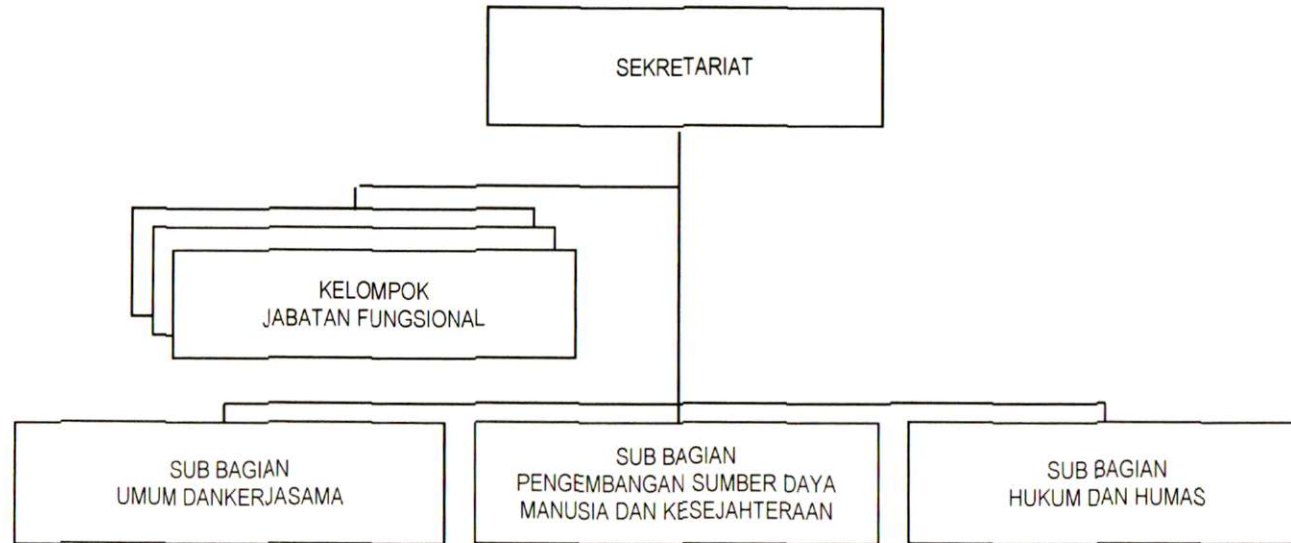 SEKRETARIAT
KELOMPOK
JABATAN FUNGSIONAL
SUB BAGIAN
UMUM DANKERJASAMA
SUB BAGIAN
PENGEMBANGAN SUMBER DAYA
MANUSIA DAN KESEJAHTERAAN
SUB BAGIAN
HUKUM DAN HUMAS